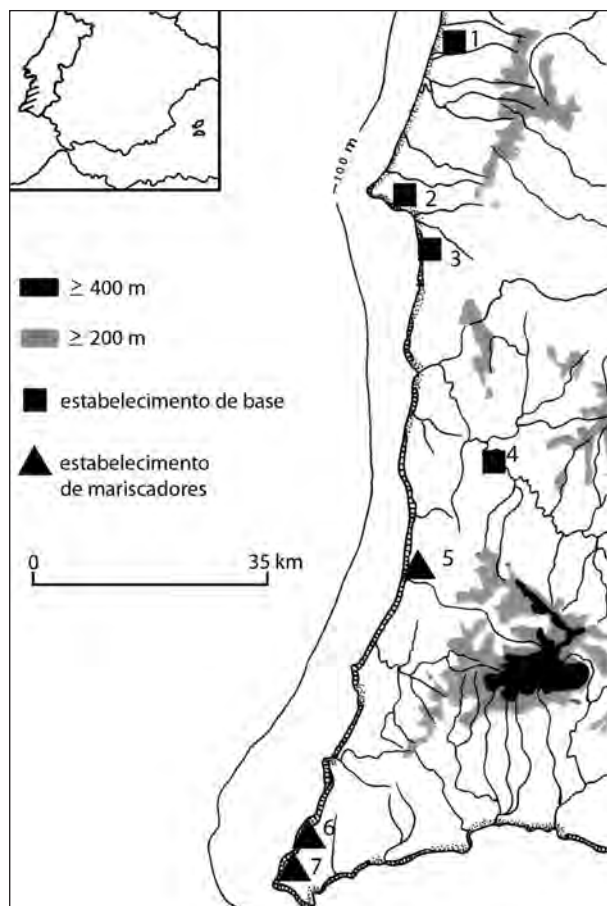 1
–100 m
2
3
≥ 400 m
≥ 200 m
estabelecimento de base
4
estabelecimento
de mariscadores
5
0 35 km
6
7